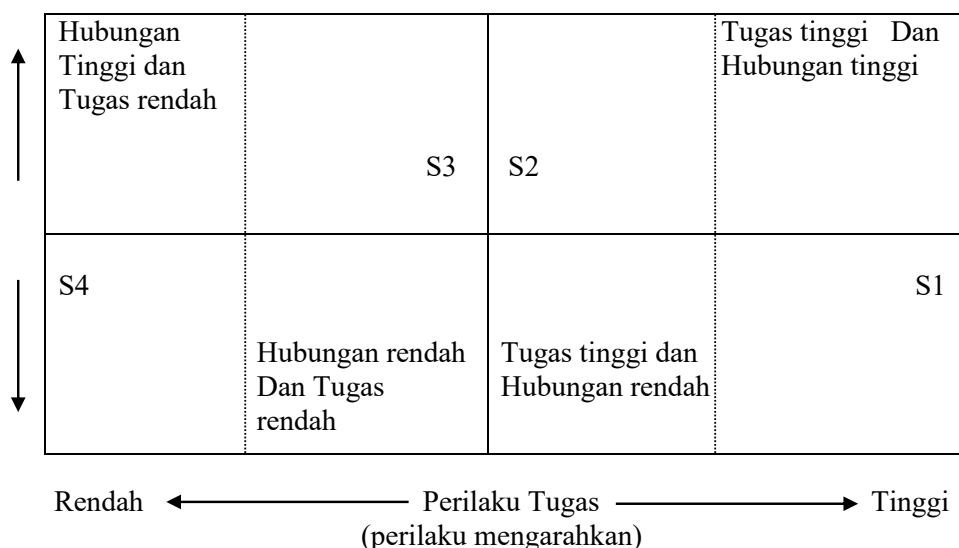 Hubungan
Tinggi dan
Tugas rendah
Tugas tinggi Dan
Hubungan tinggi
S3
S2
S4
S1
Hubungan rendah
Dan Tugas
rendah
Tugas tinggi dan
Hubungan rendah
Rendah
Perilaku Tugas
Tinggi
(perilaku mengarahkan)